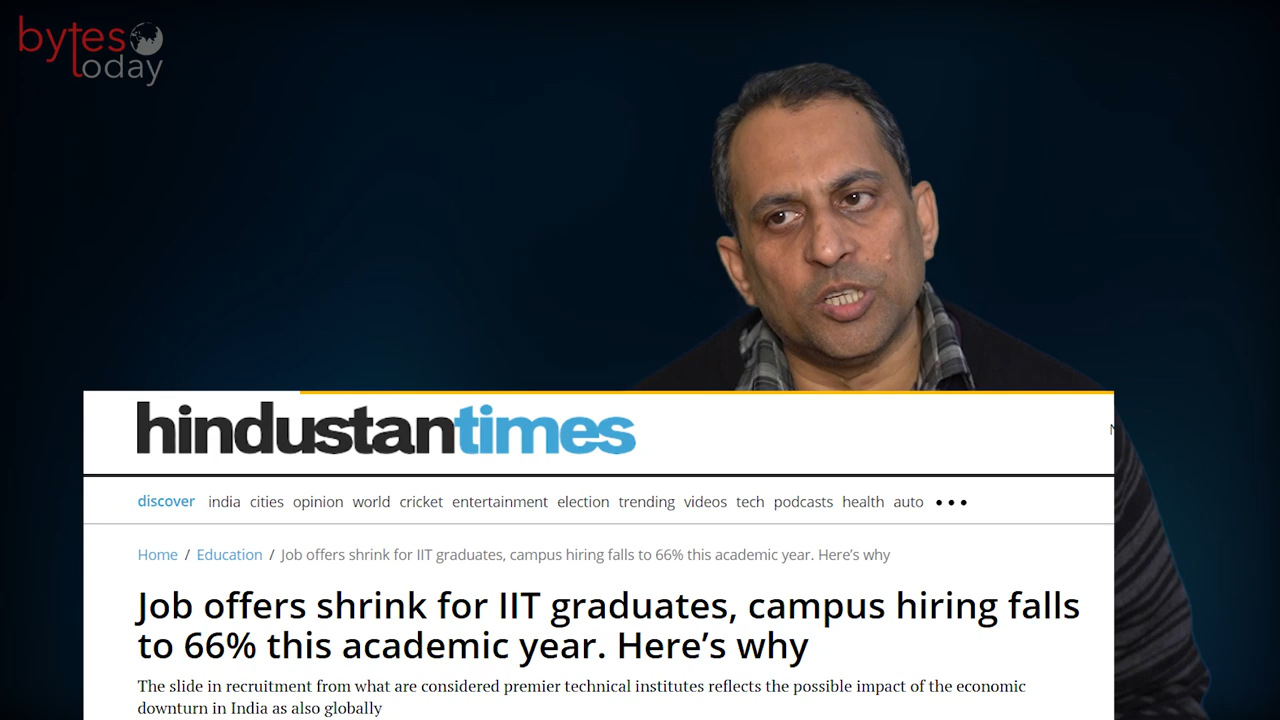 bytes
today
hindustantimes
N
discover india cities opinion world cricket entertainment election trending videos tech podcasts health auto •••
Home / Education / Job offers shrink for IIT graduates, campus hiring falls to 66% this academic year. Here’s why
Job offers shrink for IIT graduates, campus hiring falls
to 66% this academic year. Here’s why
The slide in recruitment from what are considered premier technical institutes reflects the possible impact of the economic
downturn in India as also globally